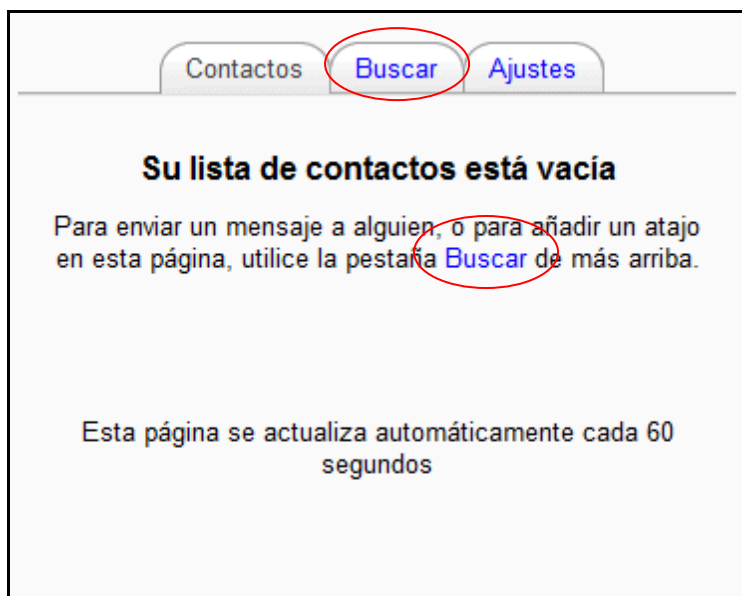 Contactos Buscar Ajustes
Su lista de contactos está vacía
Para enviar un mensaje a alguien, o para añadir un atajo
en esta página, utilice la pestaña Buscar de más arriba.
Esta página se actualiza automáticamente cada 60
segundos